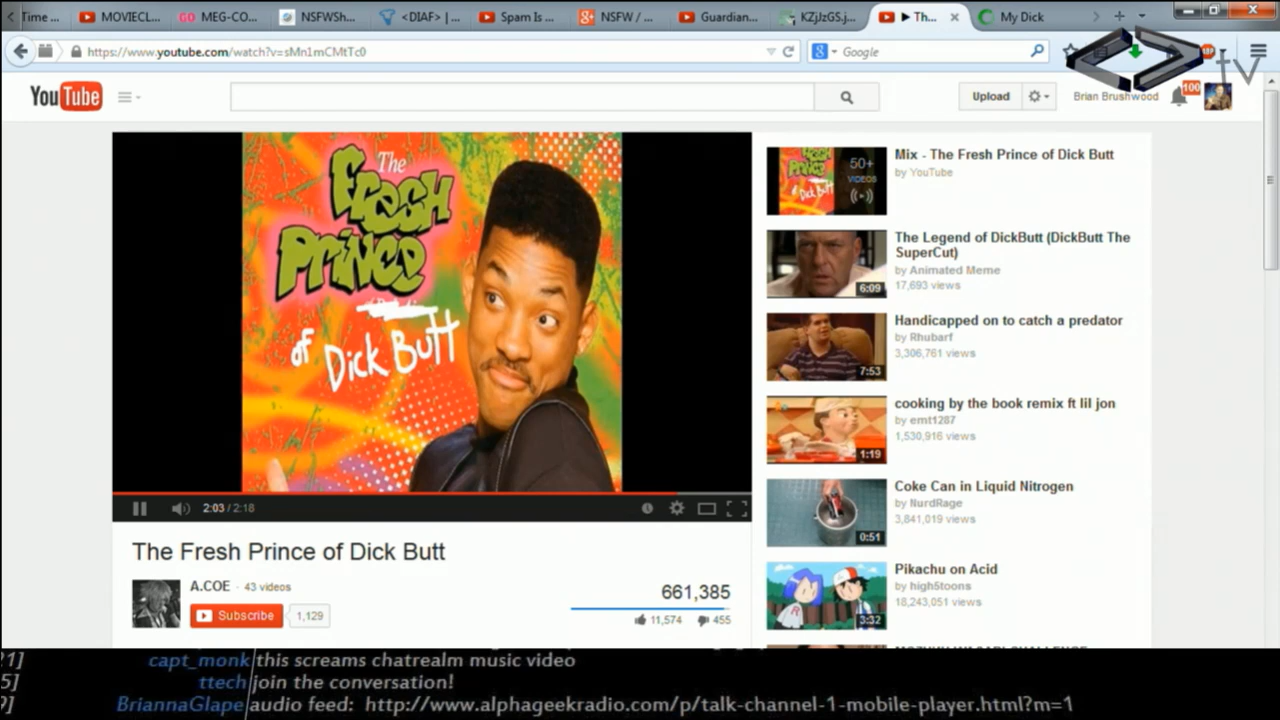 Time ...
MOVIECL...
GO MEG-CO...
NSFWSh...
<DIAF> | ...
Spam Is ...
NSFW / ...
Guardian...
KZjJzGS.j...
► Th...
My Dick
https://www.youtube.com/watch?v=sMn1mCMtTc0
Google
tv
YouTube
Upload
Brian Brushwood
100
The
Fresh
Prince
of Dick Butt
2:03 / 2:18
The Fresh Prince of Dick Butt
A.COE · 43 videos
Subscribe 1,129
661,385
11,574 455
50+
VIDEOS
Mix - The Fresh Prince of Dick Butt
by YouTube
The Legend of DickButt (DickButt The
SuperCut)
by Animated Meme
17,693 views
6:09
Handicapped on to catch a predator
by Rhubarf
3,306,761 views
7:53
cooking by the book remix ft lil jon
by emt1287
1,530,916 views
1:19
Coke Can in Liquid Nitrogen
by NurdRage
3,841,019 views
0:51
Pikachu on Acid
by high5toons
18,243,051 views
3:32
21] capt_monk this screams chatrealm music video
5] ttech join the conversation!
9] BriannaGlape audio feed: http://www.alphageekradio.com/p/talk-channel-1-mobile-player.html?m=1